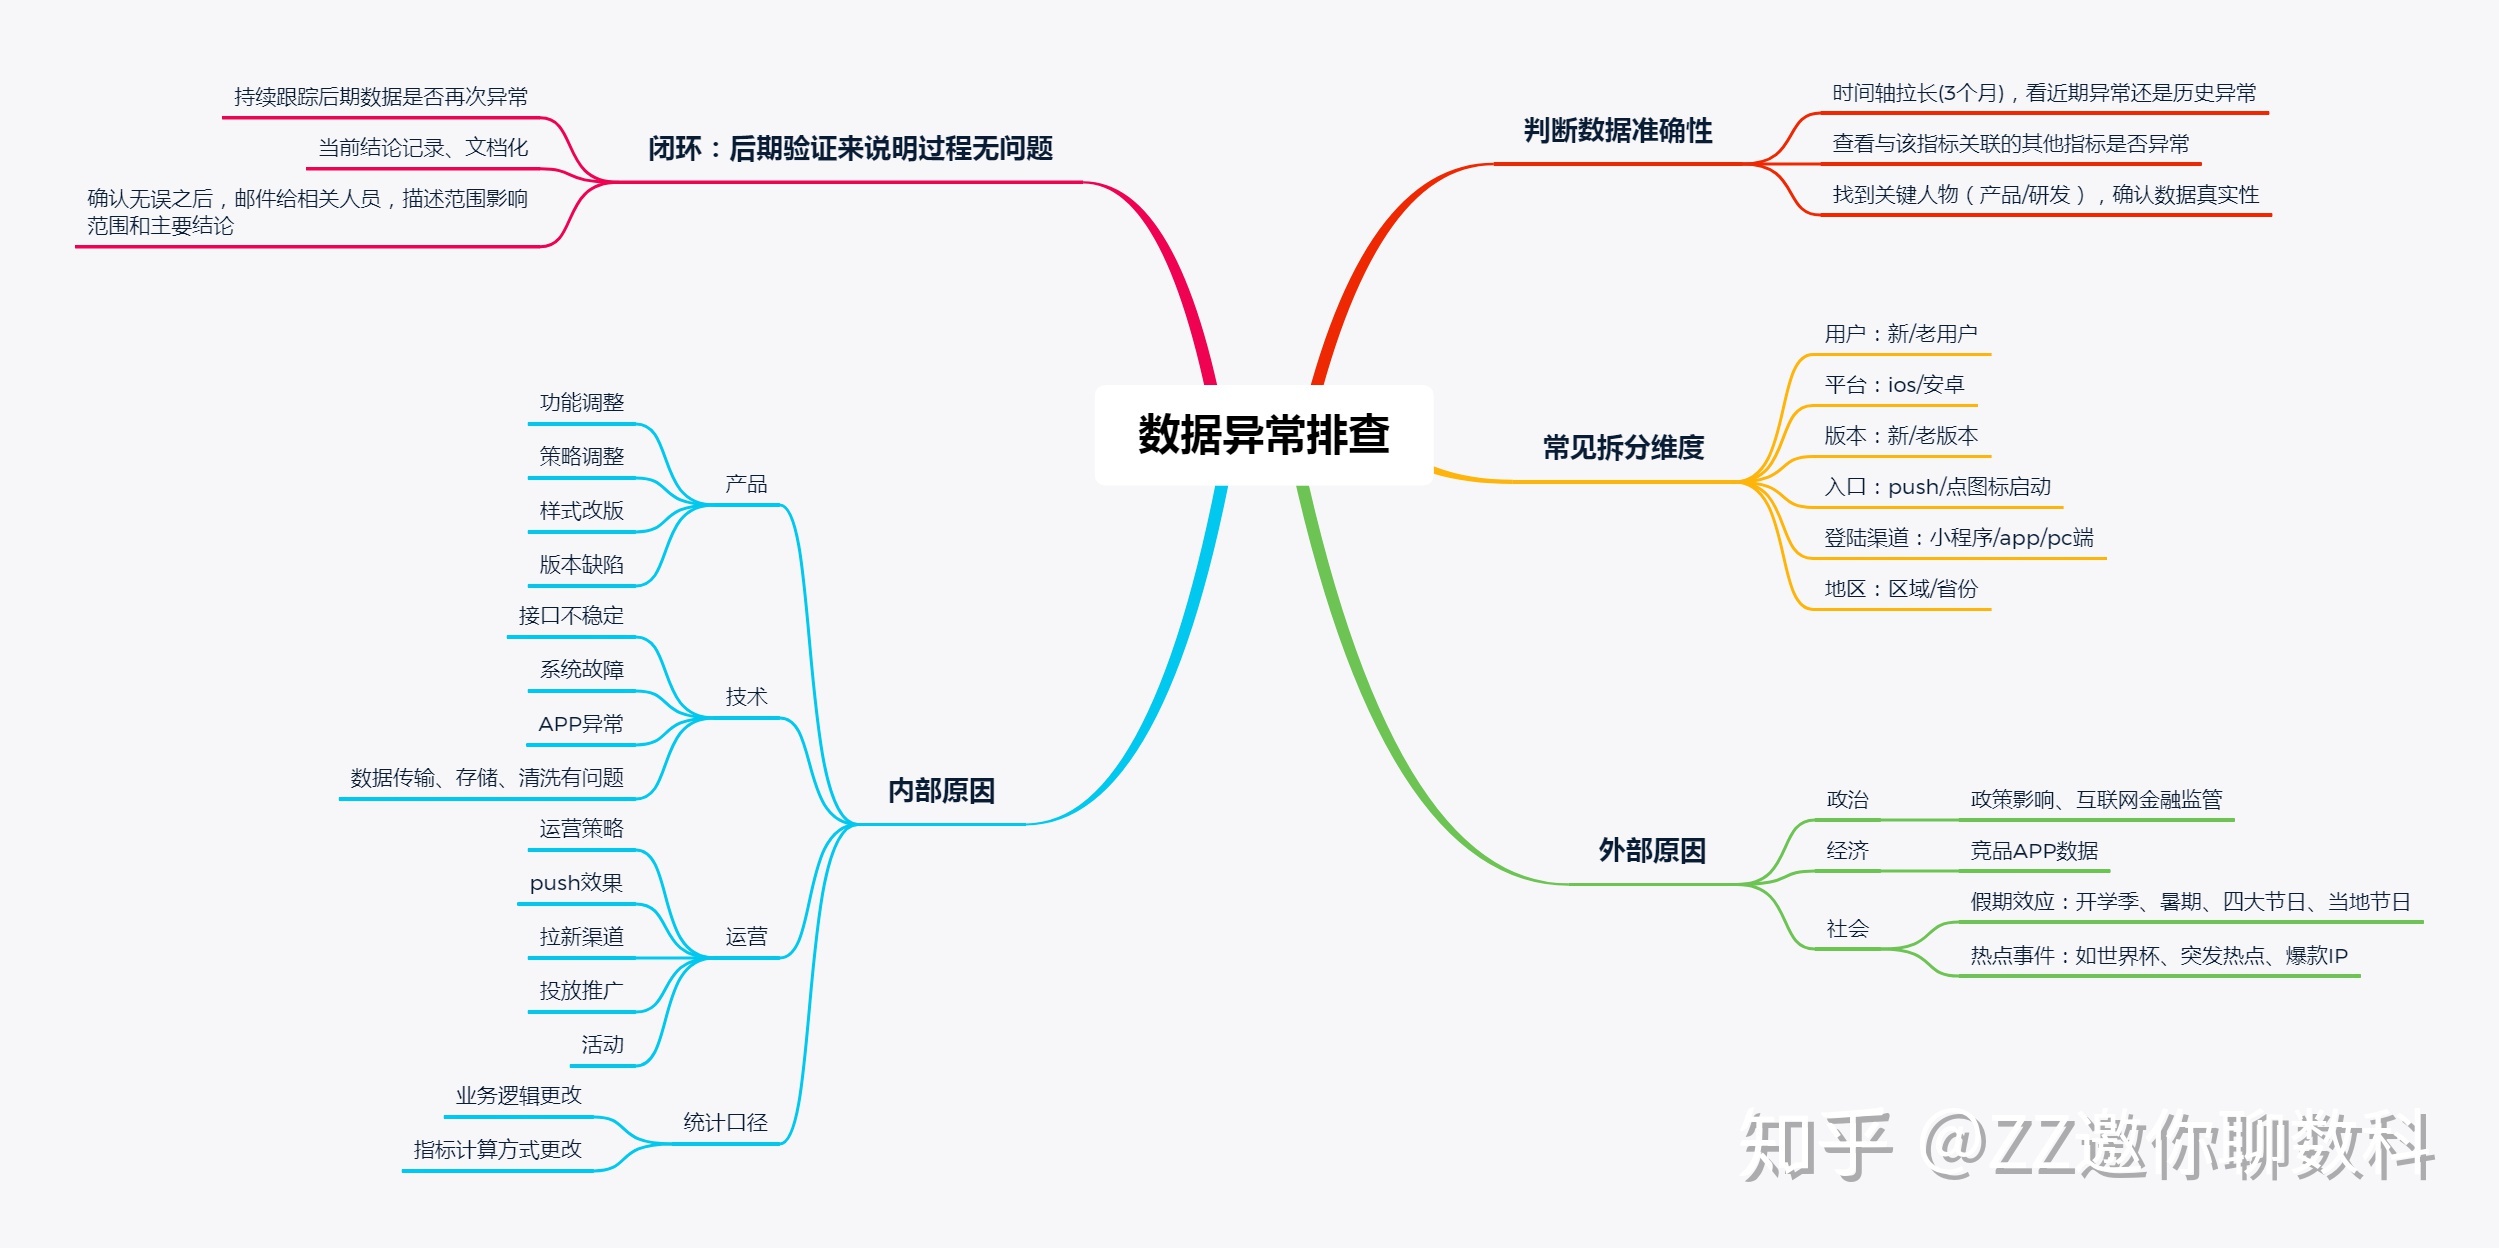 数据异常排查
判断数据准确性
时间轴拉长(3个月)，看近期异常还是历史异常
查看与该指标关联的其他指标是否异常
找到关键人物（产品/研发），确认数据真实性
常见拆分维度
用户：新/老用户
平台：ios/安卓
版本：新/老版本
入口：push/点图标启动
登陆渠道：小程序/app/pc端
地区：区域/省份
外部原因
政治
政策影响、互联网金融监管
经济
竞品APP数据
社会
假期效应：开学季、暑期、四大节日、当地节日
热点事件：如世界杯、突发热点、爆款IP
闭环：后期验证来说明过程无问题
持续跟踪后期数据是否再次异常
当前结论记录、文档化
确认无误之后，邮件给相关人员，描述范围影响
范围和主要结论
内部原因
产品
功能调整
策略调整
样式改版
版本缺陷
技术
接口不稳定
系统故障
APP异常
数据传输、存储、清洗有问题
运营
运营策略
push效果
拉新渠道
投放推广
活动
统计口径
业务逻辑更改
指标计算方式更改
知乎 @ZZ邀你聊数科